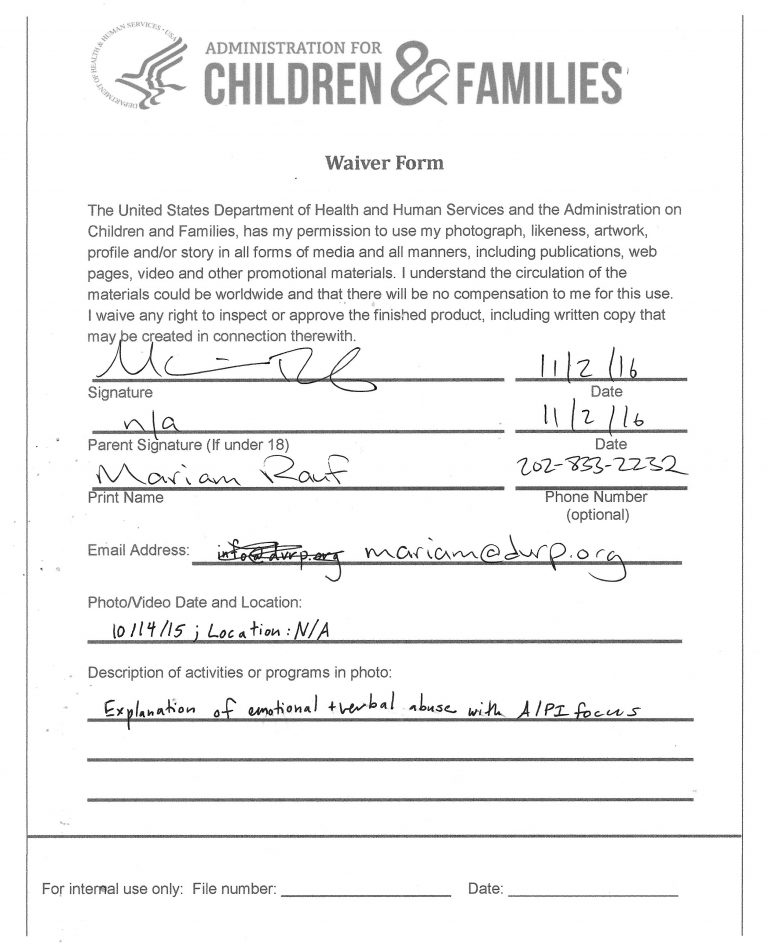 DEPARTMENT OF HEALTH & HUMAN SERVICES • USA
ADMINISTRATION FOR
CHILDREN & FAMILIES
Waiver Form
The United States Department of Health and Human Services and the Administration on
Children and Families, has my permission to use my photograph, likeness, artwork,
profile and/or story in all forms of media and all manners, including publications, web
pages, video and other promotional materials. I understand the circulation of the
materials could be worldwide and that there will be no compensation to me for this use.
I waive any right to inspect or approve the finished product, including written copy that
may be created in connection therewith.
11/2/16
Signature Date
n/a 11/2/16
Parent Signature (If under 18) Date
Mariam Rauf 202-833-2232
Print Name Phone Number
(optional)
Email Address: info@dvrp.org mariam@dvrp.org
Photo/Video Date and Location:
10/14/15 ; Location: N/A
Description of activities or programs in photo:
Explanation of emotional + verbal abuse with A/PI focus
For internal use only: File number: Date: